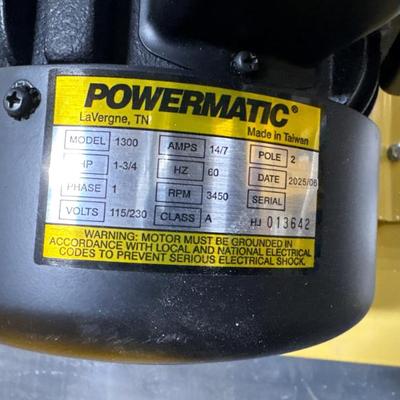 POWERMATIC®
LaVergne, TN
Made in Taiwan
MODEL 1300 AMPS 14/7 POLE 2
HP 1-3/4 HZ 60 DATE 2025/06
PHASE 1 RPM 3450 SERIAL
VOLTS 115/230 CLASS A HJ 013642
WARNING: MOTOR MUST BE GROUNDED IN
ACCORDANCE WITH LOCAL AND NATIONAL ELECTRICAL
CODES TO PREVENT SERIOUS ELECTRICAL SHOCK.